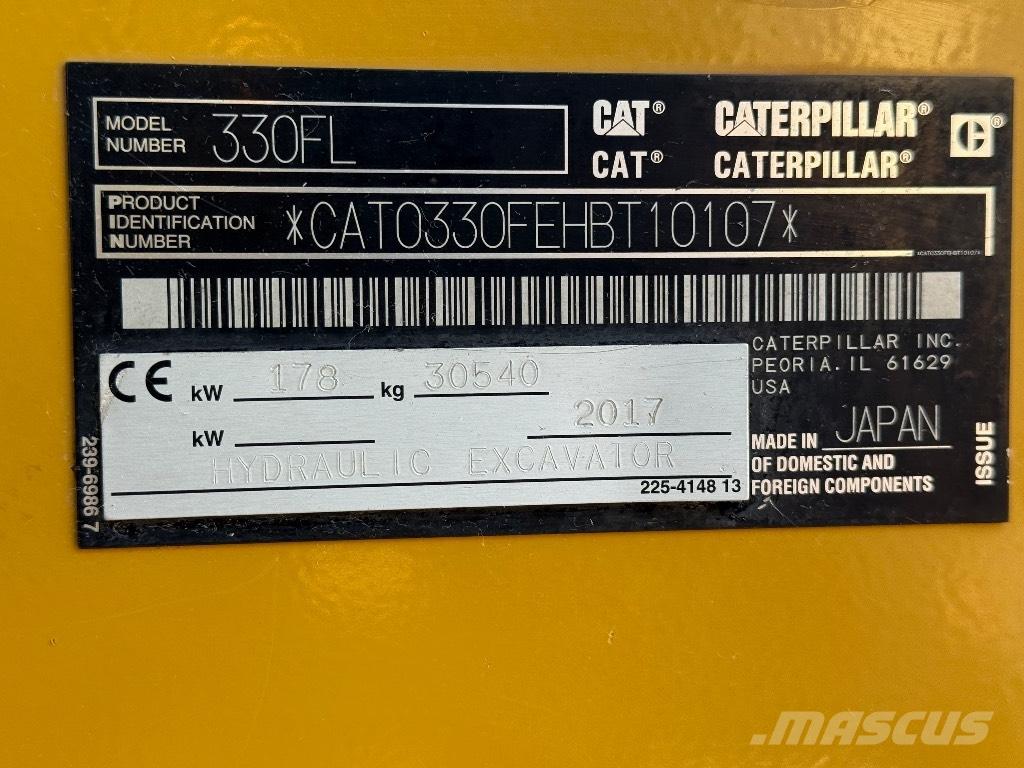 MODEL NUMBER 330FL
CAT® CATERPILLAR®
CAT® CATERPILLAR®
PRODUCT
IDENTIFICATION
NUMBER
*CAT0330FEHBT10107*
*CAT0330FEHBT10107*
CE kW 178 kg 30540
kW 2017
HYDRAULIC EXCAVATOR
225-4148 13
CATERPILLAR INC.
PEORIA. IL 61629
USA
MADE IN JAPAN
OF DOMESTIC AND
FOREIGN COMPONENTS
ISSUE
239-6986 7
MASCUS